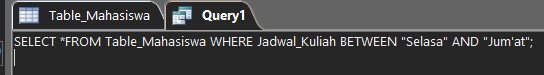 Table_Mahasiswa Query1
SELECT *FROM Table_Mahasiswa WHERE Jadwal_Kuliah BETWEEN "Selasa" AND "Jum'at";